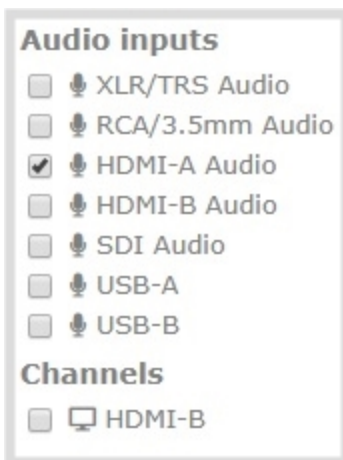 Audio inputs
XLR/TRS Audio
RCA/3.5mm Audio
HDMI-A Audio
HDMI-B Audio
SDI Audio
USB-A
USB-B
Channels
HDMI-B